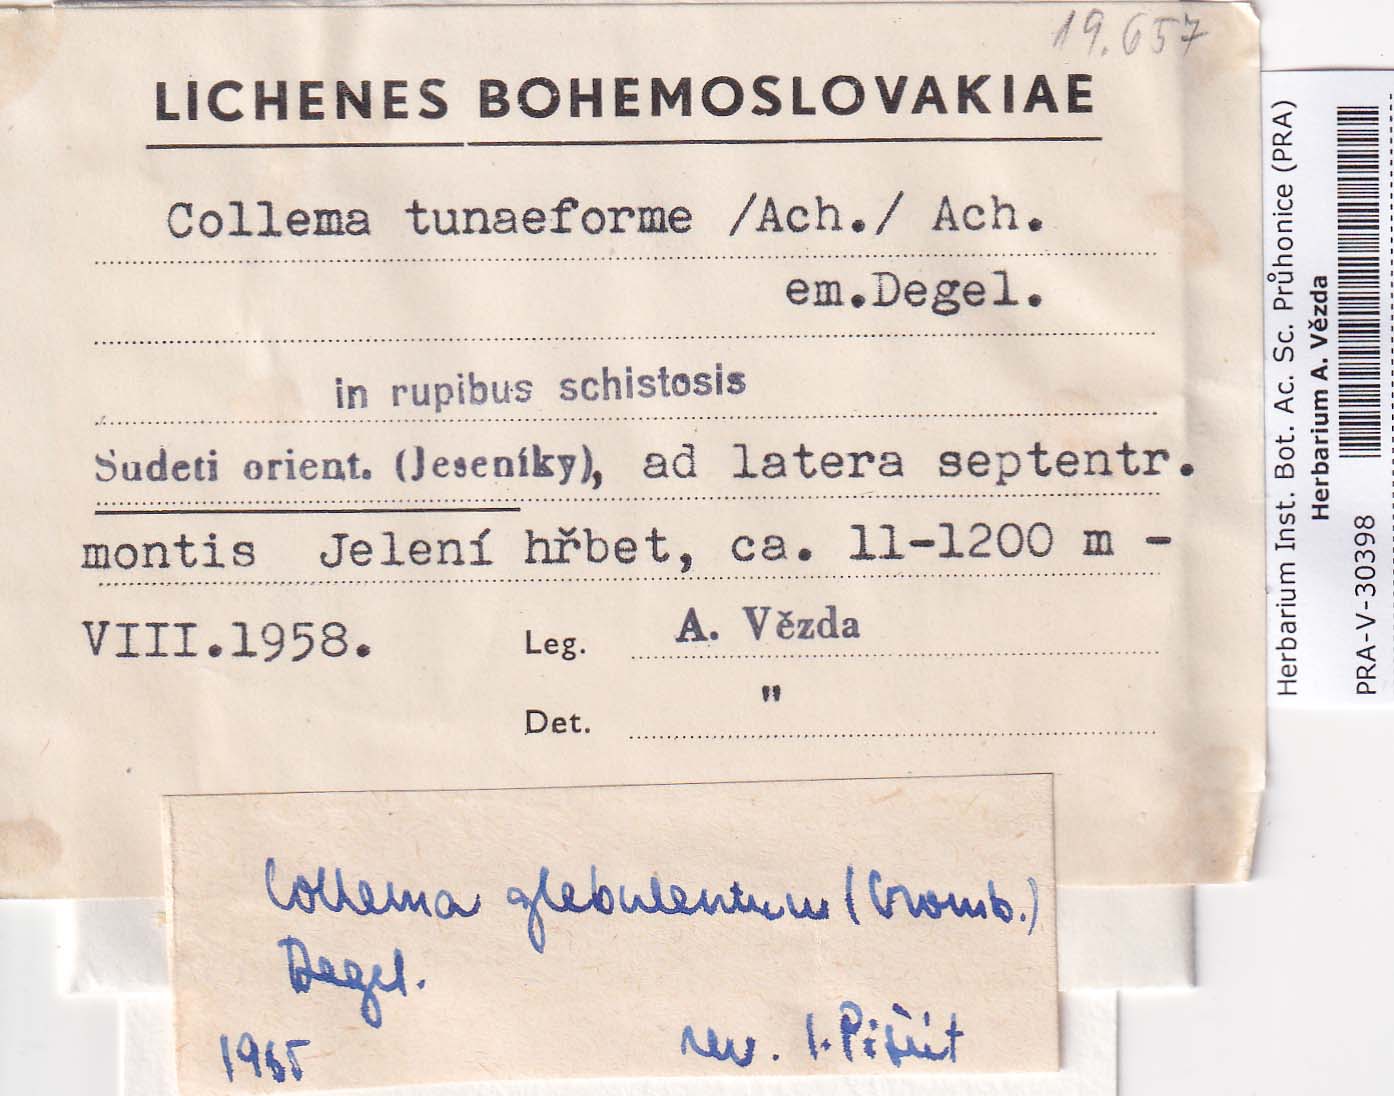 19.657
LICHENES BOHEMOSLOVAKIAE
Collema tunaeforme /Ach./ Ach.
em.Degel.
in rupibus schistosis
Sudeti orient. (Jeseníky), ad latera septentr.
montis Jelení hřbet, ca. 11-1200 m -
VIII.1958. Leg. A. Vězda
Det. "
Collema glebulentum (Cromb.)
Degel.
1965 rev. I. Pišút
Herbarium Inst. Bot. Ac. Sc. Průhonice (PRA)
Herbarium A. Vězda
PRA-V-30398